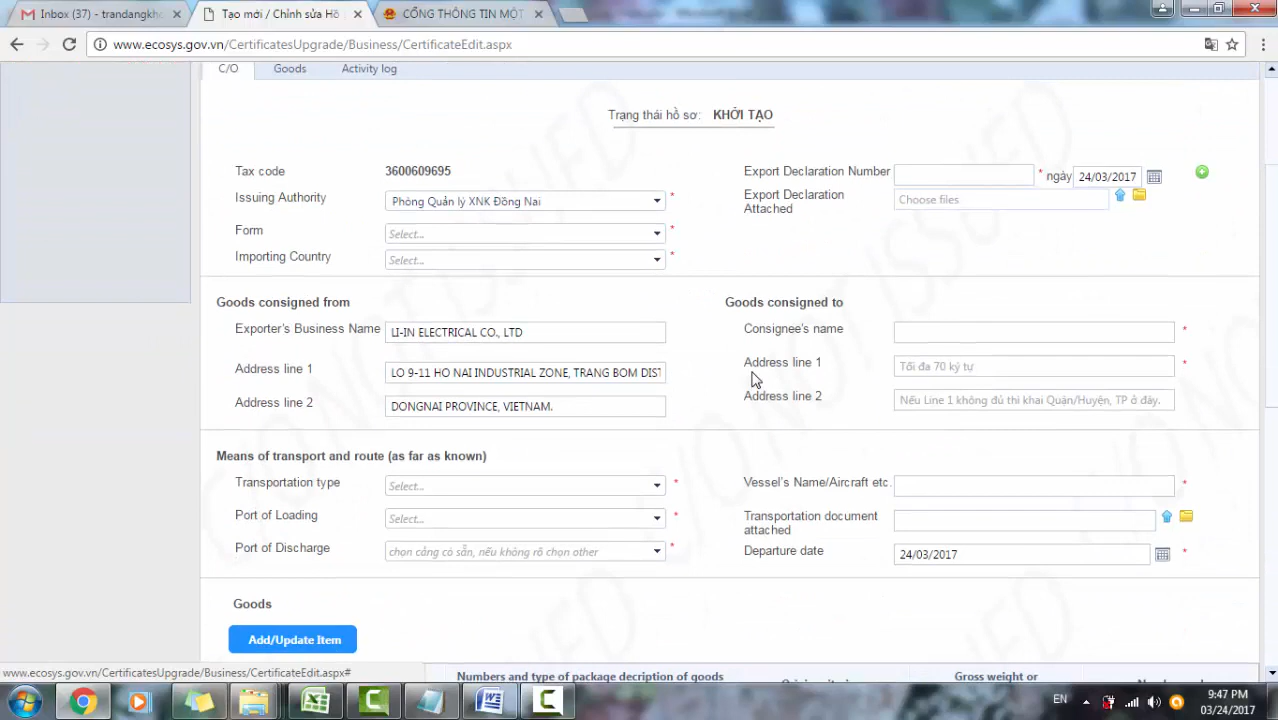 Inbox (37) - trandangkho
Tạo mới / Chỉnh sửa Hồ
CỔNG THÔNG TIN MỘT
www.ecosys.gov.vn/CertificatesUpgrade/Business/CertificateEdit.aspx
C/O Goods Activity log
Trạng thái hồ sơ: KHỞI TẠO
Tax code 3600609695 Export Declaration Number * ngày 24/03/2017
Issuing Authority Phòng Quản lý XNK Đồng Nai * Export Declaration Attached Choose files
Form Select... *
Importing Country Select... *
Goods consigned from Goods consigned to
Exporter's Business Name LI-IN ELECTRICAL CO., LTD Consignee's name *
Address line 1 LO 9-11 HO NAI INDUSTRIAL ZONE, TRANG BOM DIST Address line 1 Tối đa 70 ký tự *
Address line 2 DONGNAI PROVINCE, VIETNAM. Address line 2 Nếu Line 1 không đủ thì khai Quận/Huyện, TP ở đây.
Means of transport and route (as far as known)
Transportation type Select... * Vessel's Name/Aircraft etc. *
Port of Loading Select... * Transportation document attached
Port of Discharge chọn cảng có sẵn, nếu không rõ chọn other * Departure date 24/03/2017 *
Goods
Add/Update Item
www.ecosys.gov.vn/CertificatesUpgrade/Business/CertificateEdit.aspx#
Numbers and type of package decription of goods Gross weight or
EN 9:47 PM
03/24/2017